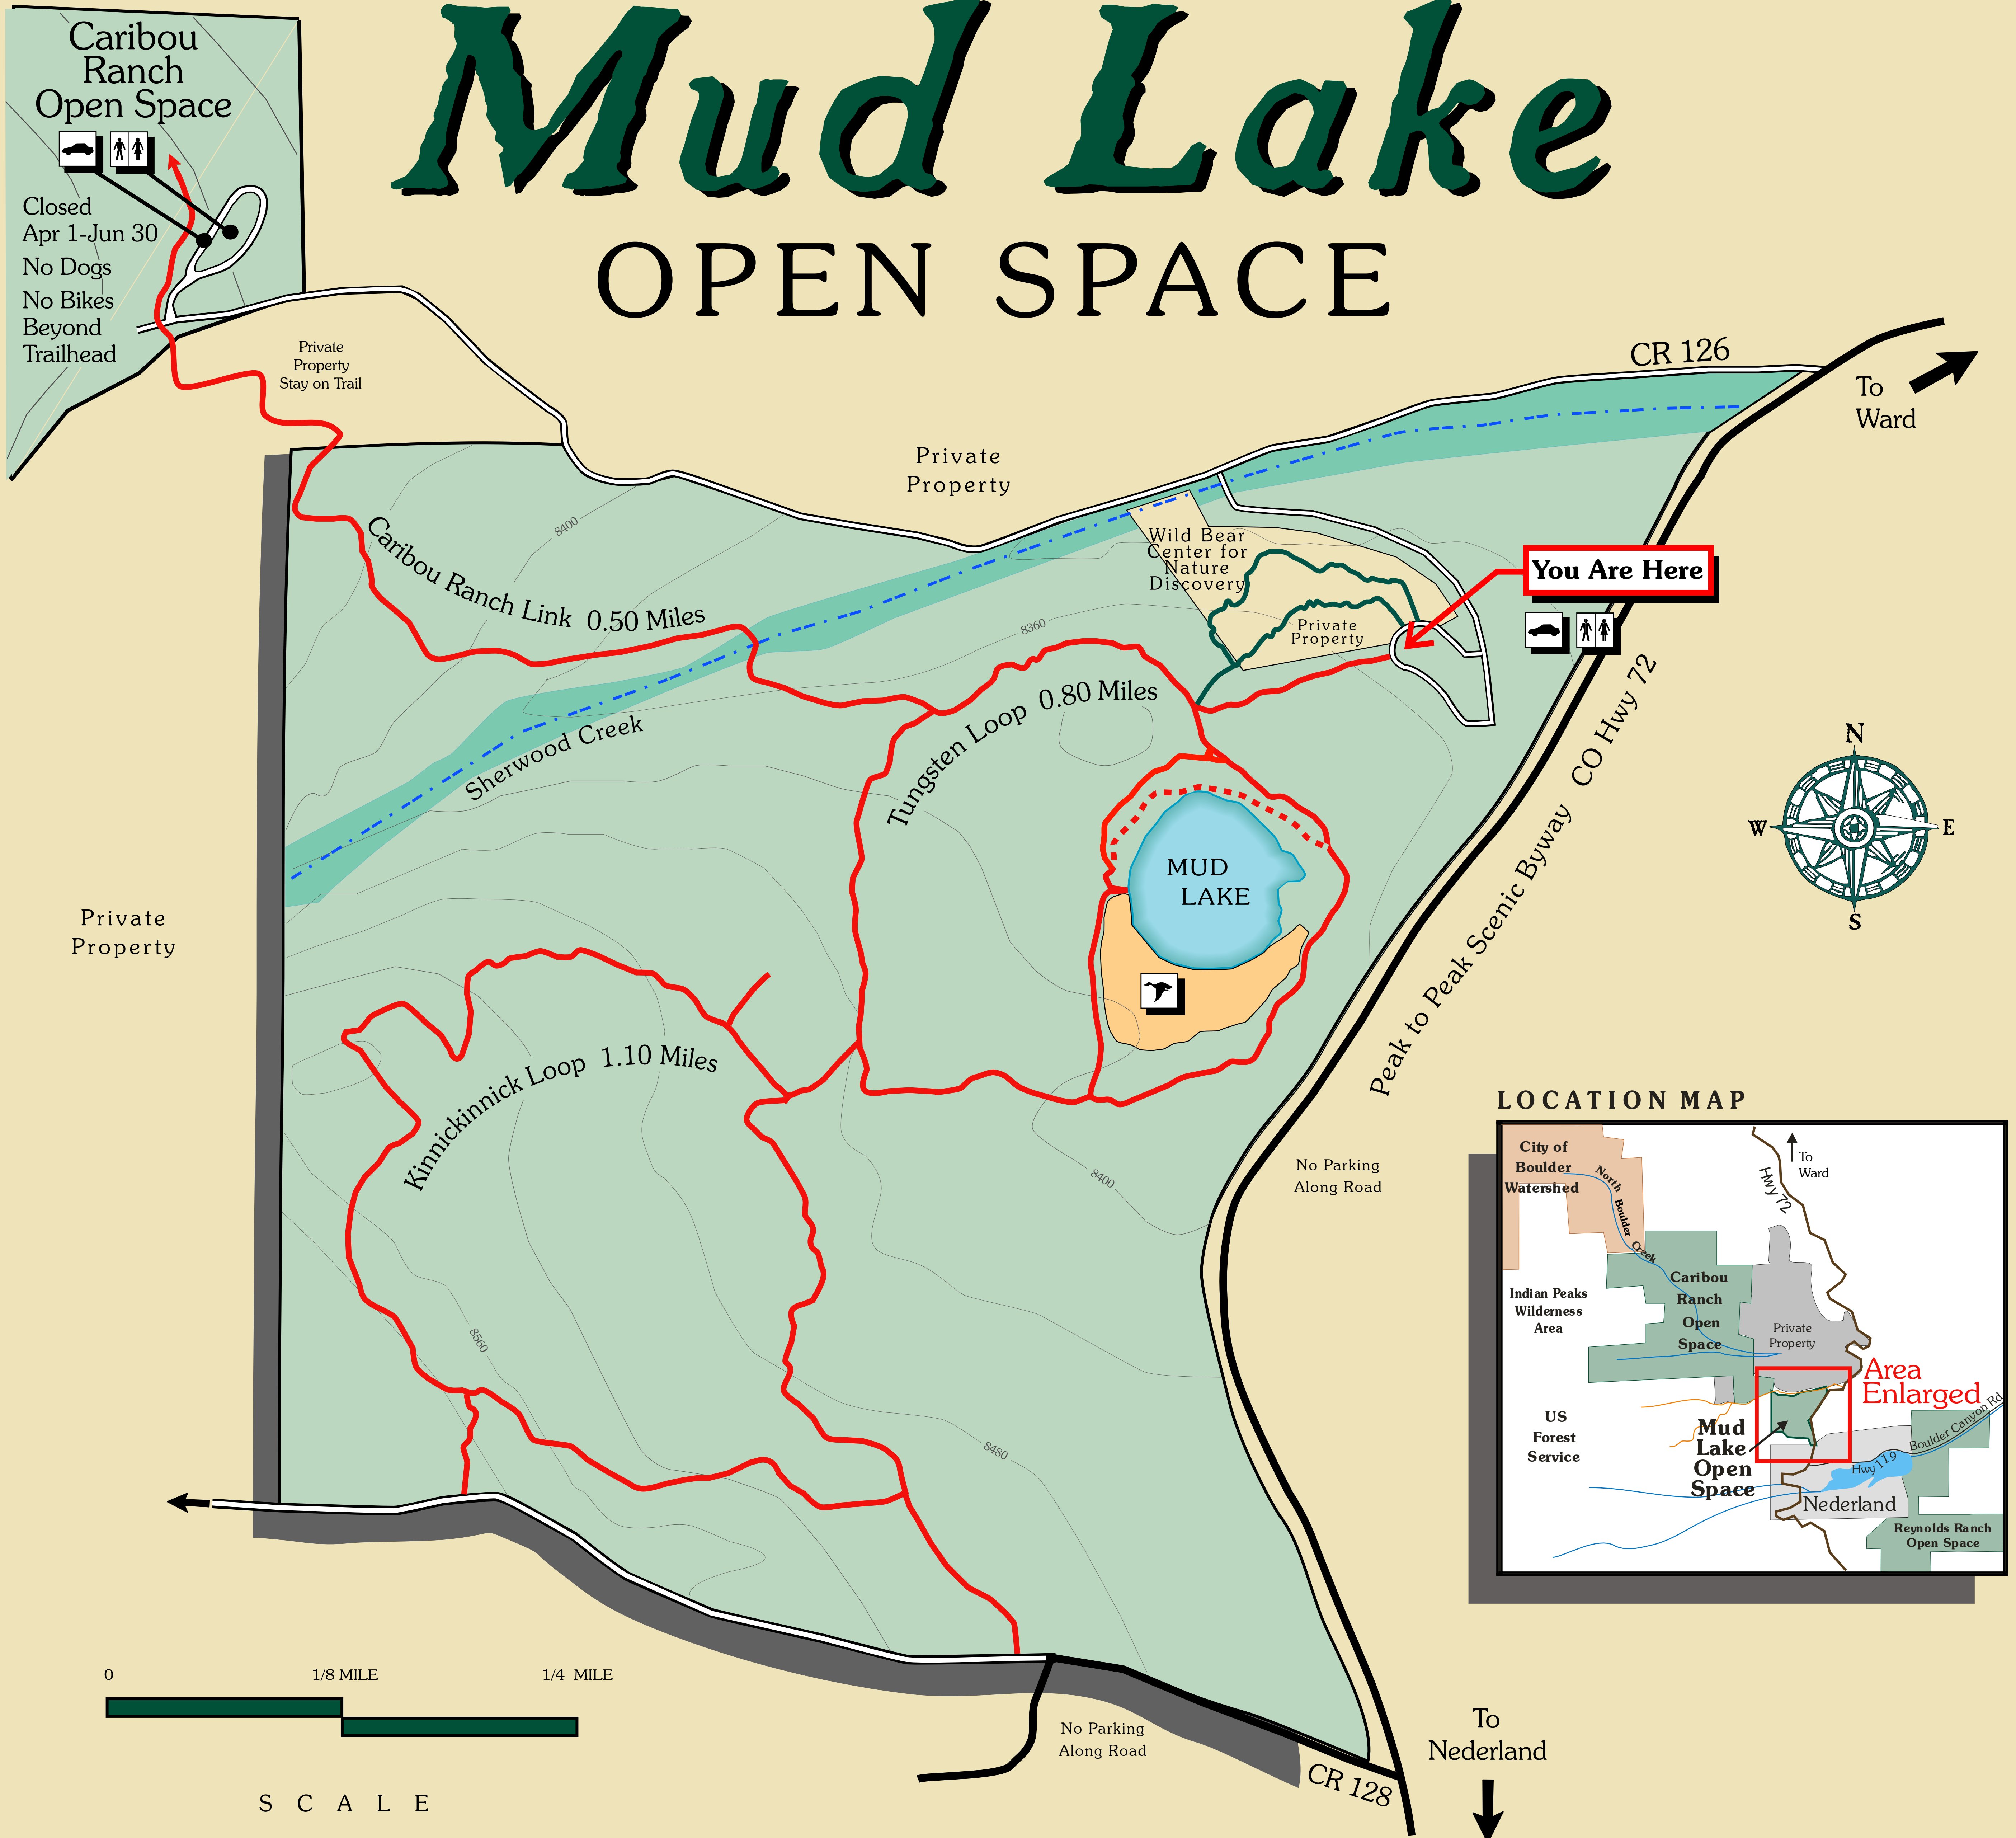 Mud Lake
OPEN SPACE
Caribou
Ranch
Open Space
Closed
Apr 1-Jun 30
No Dogs
No Bikes
Beyond
Trailhead
Private
Property
Stay on Trail
CR 126
To
Ward
Private
Property
8400
Caribou Ranch Link 0.50 Miles
Wild Bear
Center for
Nature
Discovery
Private
Property
You Are Here
8360
Sherwood Creek
Tungsten Loop 0.80 Miles
CO Hwy 72
Peak to Peak Scenic Byway
N
W
E
S
MUD
LAKE
Private
Property
Kinnickinnick Loop 1.10 Miles
No Parking
Along Road
8400
8560
8480
LOCATION MAP
City of
Boulder
Watershed
North
Boulder
Creek
To
Ward
Hwy 72
Caribou
Ranch
Open
Space
Indian Peaks
Wilderness
Area
Private
Property
Area
Enlarged
US
Forest
Service
Mud
Lake
Open
Space
Boulder Canyon Rd
Hwy 119
Nederland
Reynolds Ranch
Open Space
0
1/8 MILE
1/4 MILE
SCALE
No Parking
Along Road
To
Nederland
CR 128